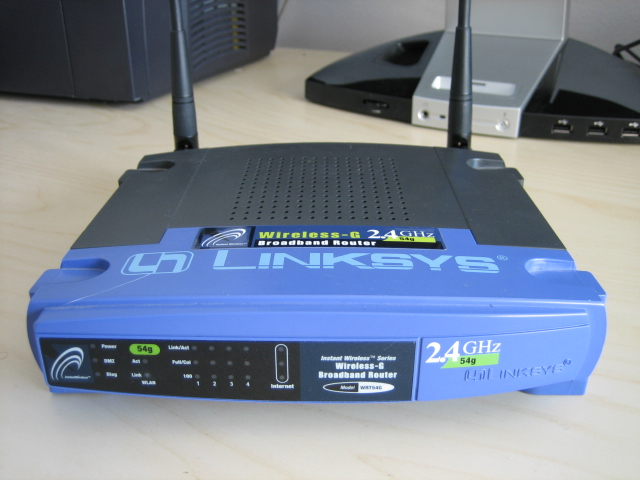 Wireless-G
Broadband Router
2.4GHz
54g
LINKSYS®
Power
DMZ
Diag
54g
Act
Link
WLAN
Link/Act
Full/Col
100
1 2 3 4
Internet
Instant Wireless™ Series
Wireless-G
Broadband Router
Model WRT54G
2.4GHz
54g
LINKSYS®